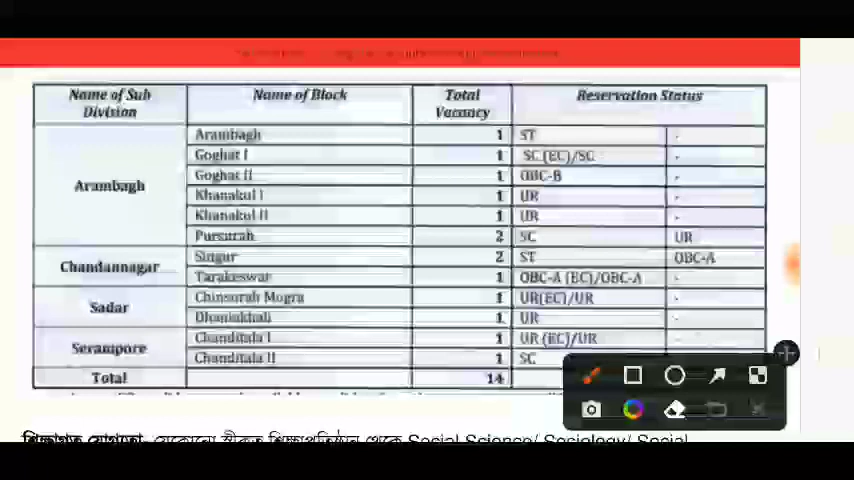 Name of Sub Division | Name of Block | Total Vacancy | Reservation Status
Arambagh | Arambagh | 1 | ST | -
Goghat I | 1 | SC (EC)/SC | -
Goghat II | 1 | OBC-B | -
Khanakul I | 1 | UR | -
Khanakul II | 1 | UR | -
Pursurah | 2 | SC | UR
Chandannagar | Singur | 2 | ST | OBC-A
Tarakeswar | 1 | OBC-A (EC)/OBC-A | -
Sadar | Chinsurah Mogra | 1 | UR(EC)/UR | -
Dhaniakhali | 1 | UR | -
Serampore | Chanditala I | 1 | UR (EC)/UR | -
Chanditala II | 1 | SC
Total | 14
শিক্ষাগত যোগ্যতা- যেকোনো স্বীকৃত শিক্ষাপ্রতিষ্ঠান থেকে Social Science/ Sociology/ Social